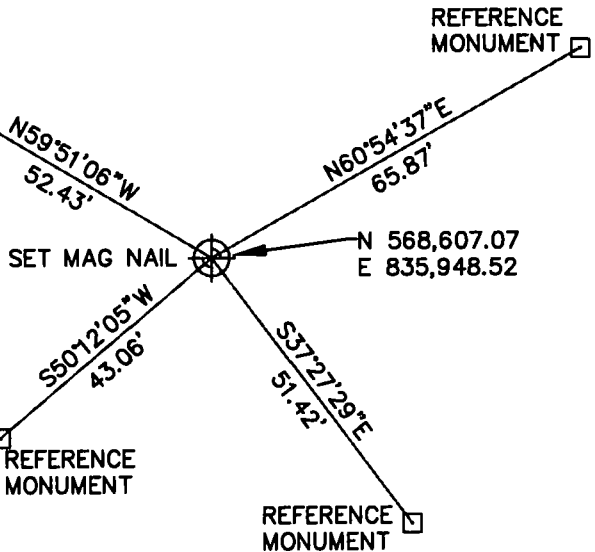 REFERENCE
MONUMENT
N59°51'06"W
52.43'
N60°54'37"E
65.87'
SET MAG NAIL
N 568,607.07
E 835,948.52
S50°12'05"W
43.06'
S37°27'29"E
51.42'
REFERENCE
MONUMENT
REFERENCE
MONUMENT